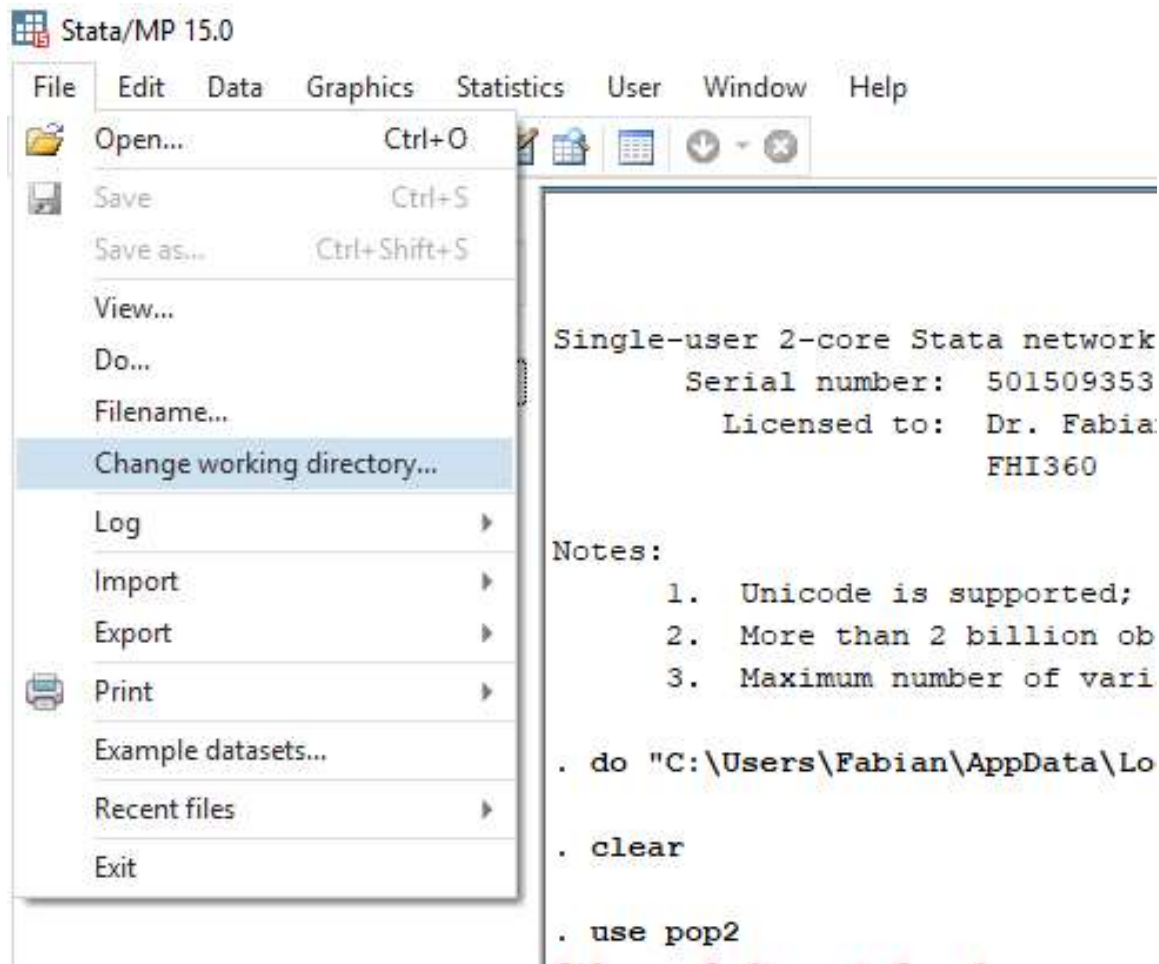 Stata/MP 15.0
File Edit Data Graphics Statistics User Window Help
Open... Ctrl+O
Save Ctrl+S
Save as... Ctrl+Shift+S
View...
Do...
Filename...
Change working directory...
Log
Import
Export
Print
Example datasets...
Recent files
Exit
Single-user 2-core Stata network
Serial number: 501509353
Licensed to: Dr. Fabia
FHI360
Notes:
1. Unicode is supported;
2. More than 2 billion ob
3. Maximum number of vari
. do "C:\Users\Fabian\AppData\Lo
. clear
. use pop2